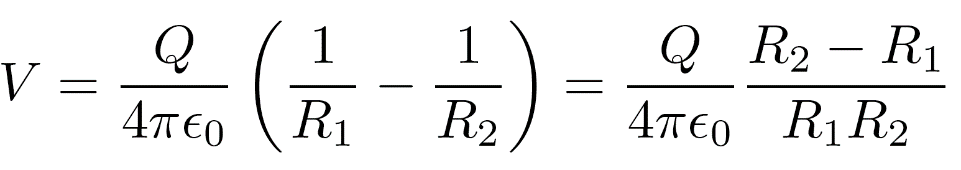 V = \frac{Q}{4\pi\epsilon_0} \left( \frac{1}{R_1} - \frac{1}{R_2} \right) = \frac{Q}{4\pi\epsilon_0} \frac{R_2 - R_1}{R_1 R_2}